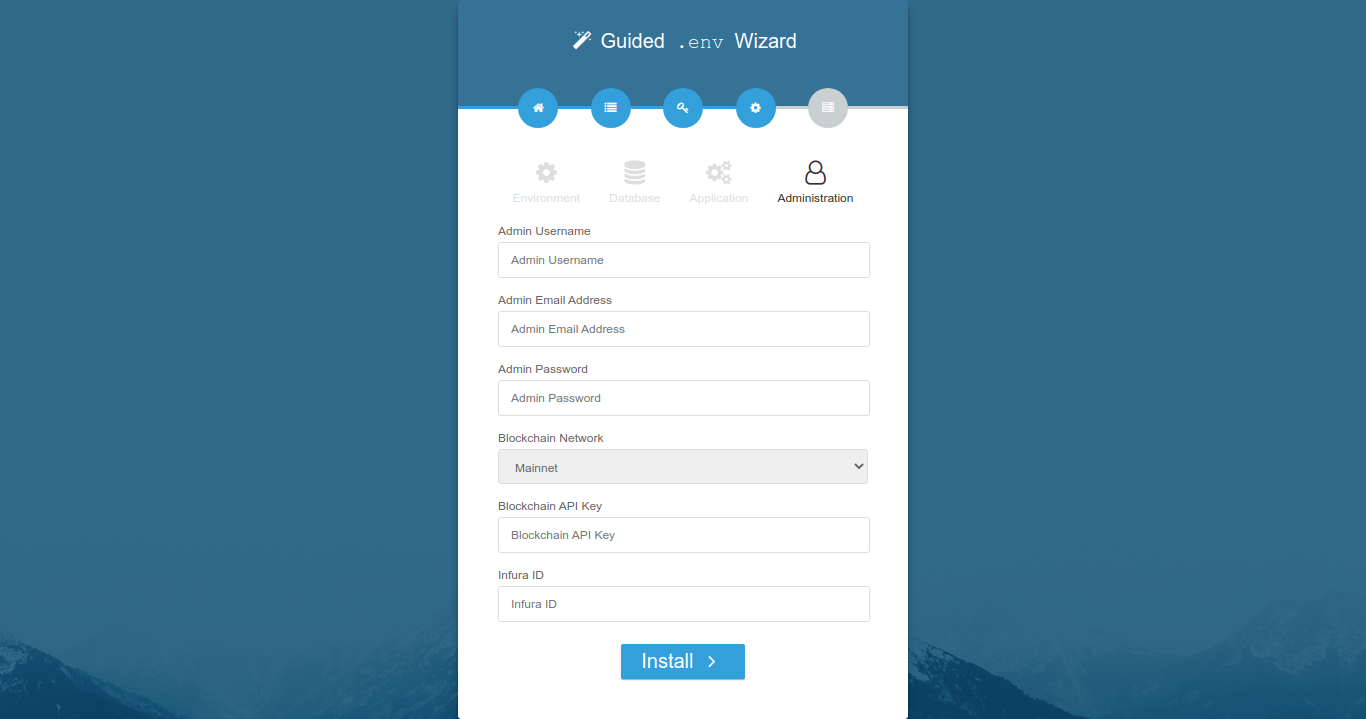 Guided .env Wizard
Environment Database Application Administration
Admin Username
Admin Username
Admin Email Address
Admin Email Address
Admin Password
Admin Password
Blockchain Network
Mainnet
Blockchain API Key
Blockchain API Key
Infura ID
Infura ID
Install